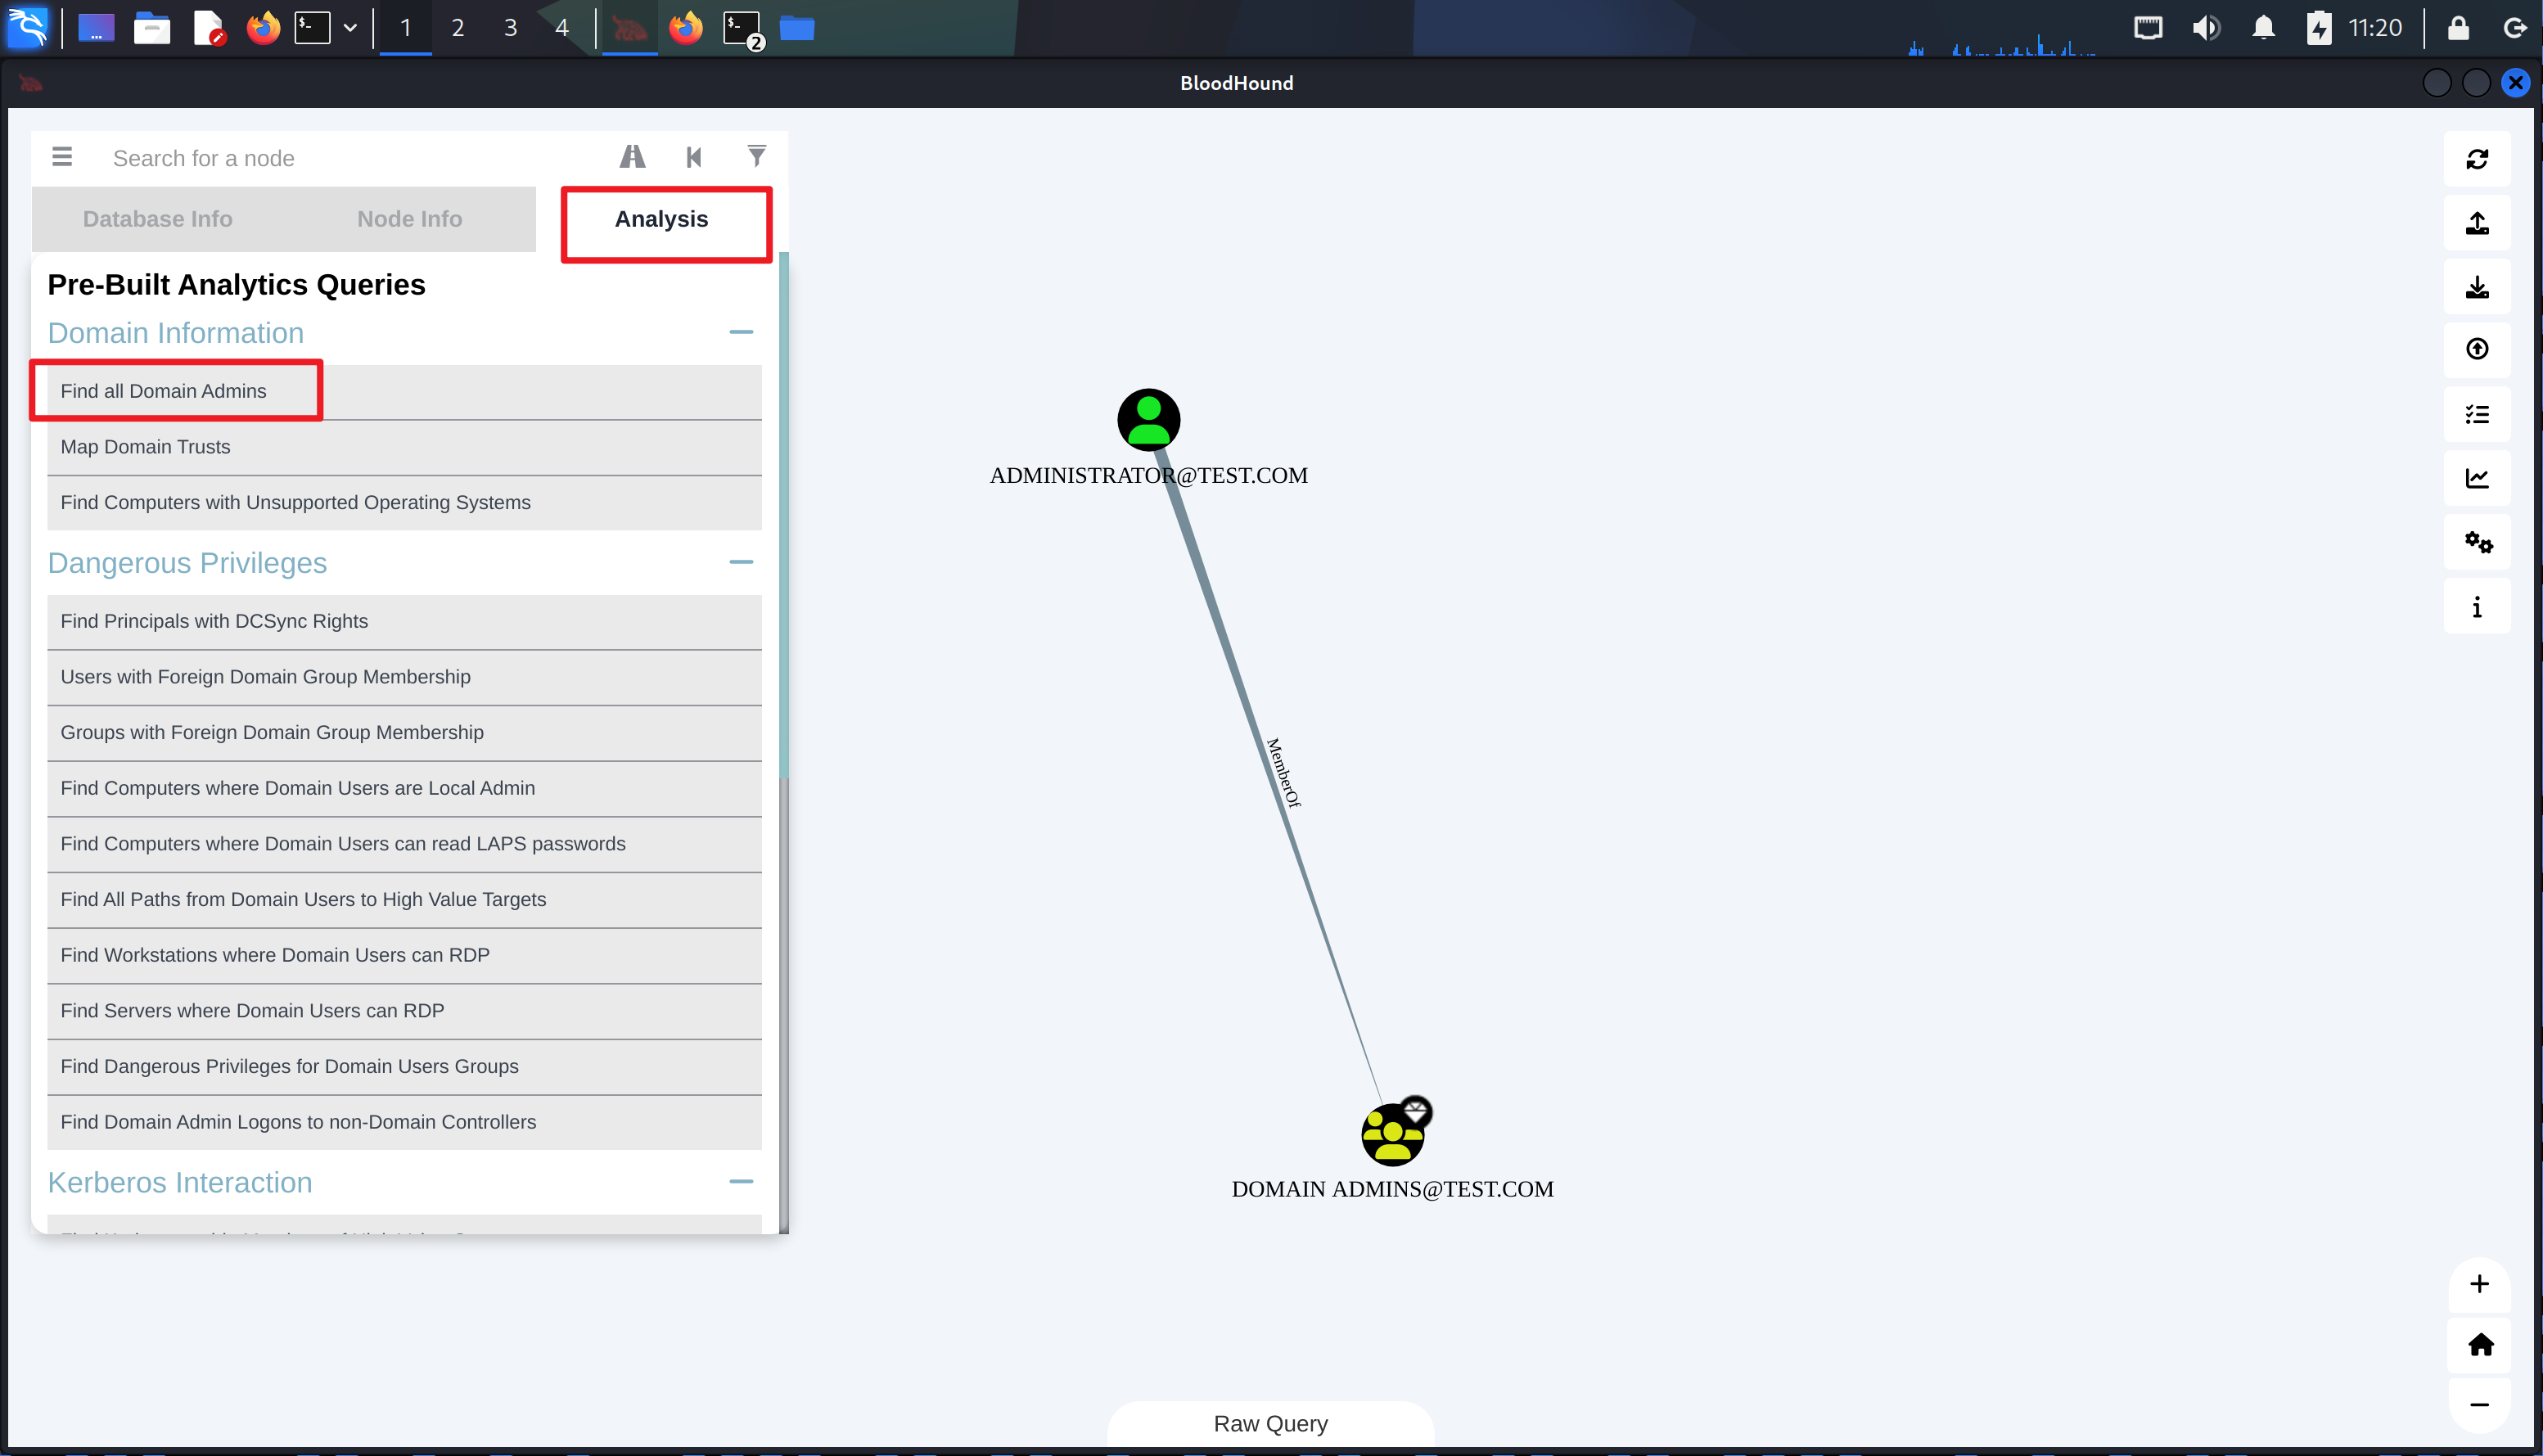 1 2 3 4 2 11:20
BloodHound
Search for a node
Database Info Node Info Analysis
Pre-Built Analytics Queries
Domain Information
Find all Domain Admins
Map Domain Trusts
Find Computers with Unsupported Operating Systems
Dangerous Privileges
Find Principals with DCSync Rights
Users with Foreign Domain Group Membership
Groups with Foreign Domain Group Membership
Find Computers where Domain Users are Local Admin
Find Computers where Domain Users can read LAPS passwords
Find All Paths from Domain Users to High Value Targets
Find Workstations where Domain Users can RDP
Find Servers where Domain Users can RDP
Find Dangerous Privileges for Domain Users Groups
Find Domain Admin Logons to non-Domain Controllers
Kerberos Interaction
ADMINISTRATOR@TEST.COM
MemberOf
DOMAIN ADMINS@TEST.COM
Raw Query